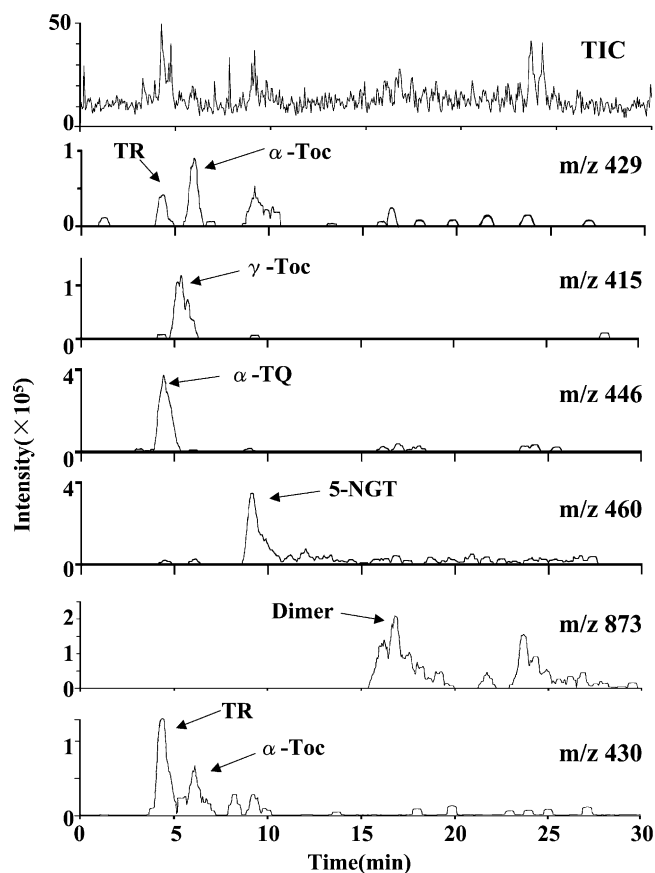 50
TIC
0
1
TR
α-Toc
m/z 429
0
γ-Toc
m/z 415
1
0
4
α-TQ
m/z 446
0
Intensity(×10⁵)
4
5-NGT
m/z 460
0
2
Dimer
m/z 873
1
0
TR
α-Toc
m/z 430
1
0
0 5 10 15 20 25 30
Time(min)